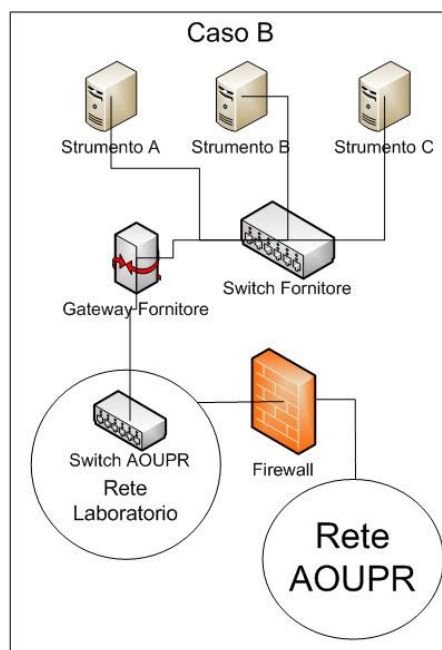 Caso B
Strumento A
Strumento B
Strumento C
Switch Fornitore
Gateway Fornitore
Switch AOUPR
Rete
Laboratorio
Firewall
Rete
AOUPR